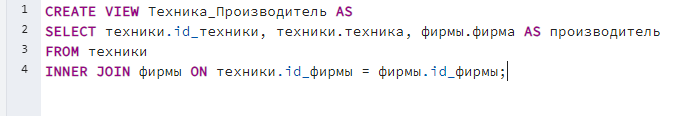 1 CREATE VIEW Техника_Производитель AS
2 SELECT техники.id_техники, техники.техника, фирмы.фирма AS производитель
3 FROM техники
4 INNER JOIN фирмы ON техники.id_фирмы = фирмы.id_фирмы;